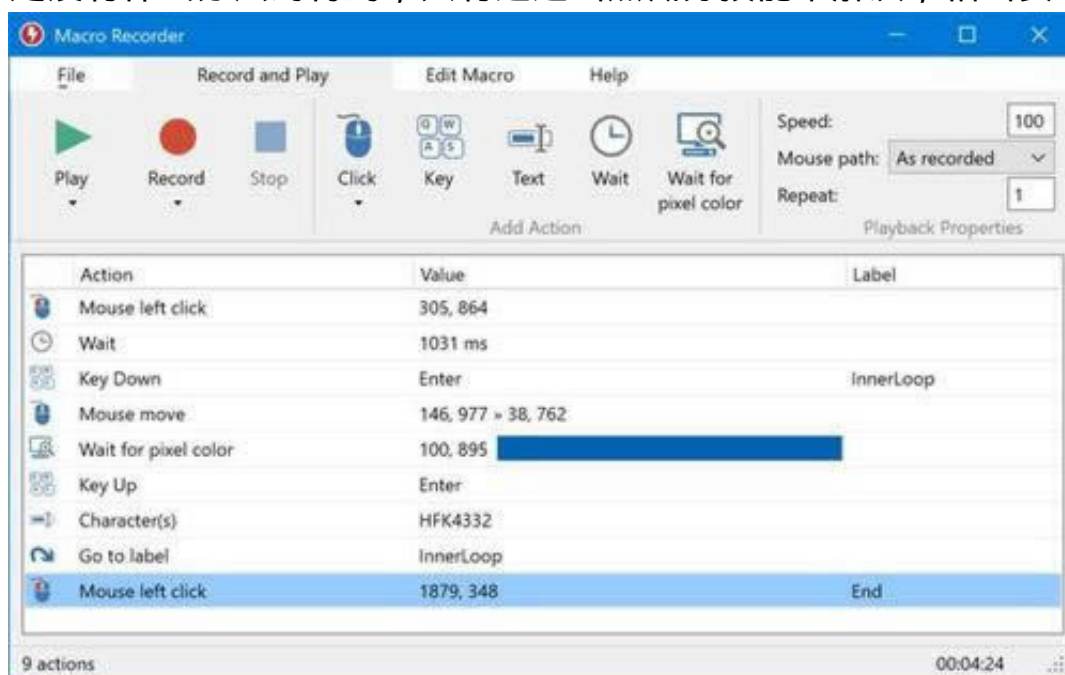 Macro Recorder
File Record and Play Edit Macro Help
Play Record Stop Click Key Text Wait Wait for pixel color
Q W A S
Add Action
Speed: 100
Mouse path: As recorded
Repeat: 1
Playback Properties
Action Value Label
Mouse left click 305, 864
Wait 1031 ms
Key Down Enter InnerLoop
Mouse move 146, 977 » 38, 762
Wait for pixel color 100, 895
Key Up Enter
Character(s) HFK4332
Go to label InnerLoop
Mouse left click 1879, 348 End
9 actions 00:04:24